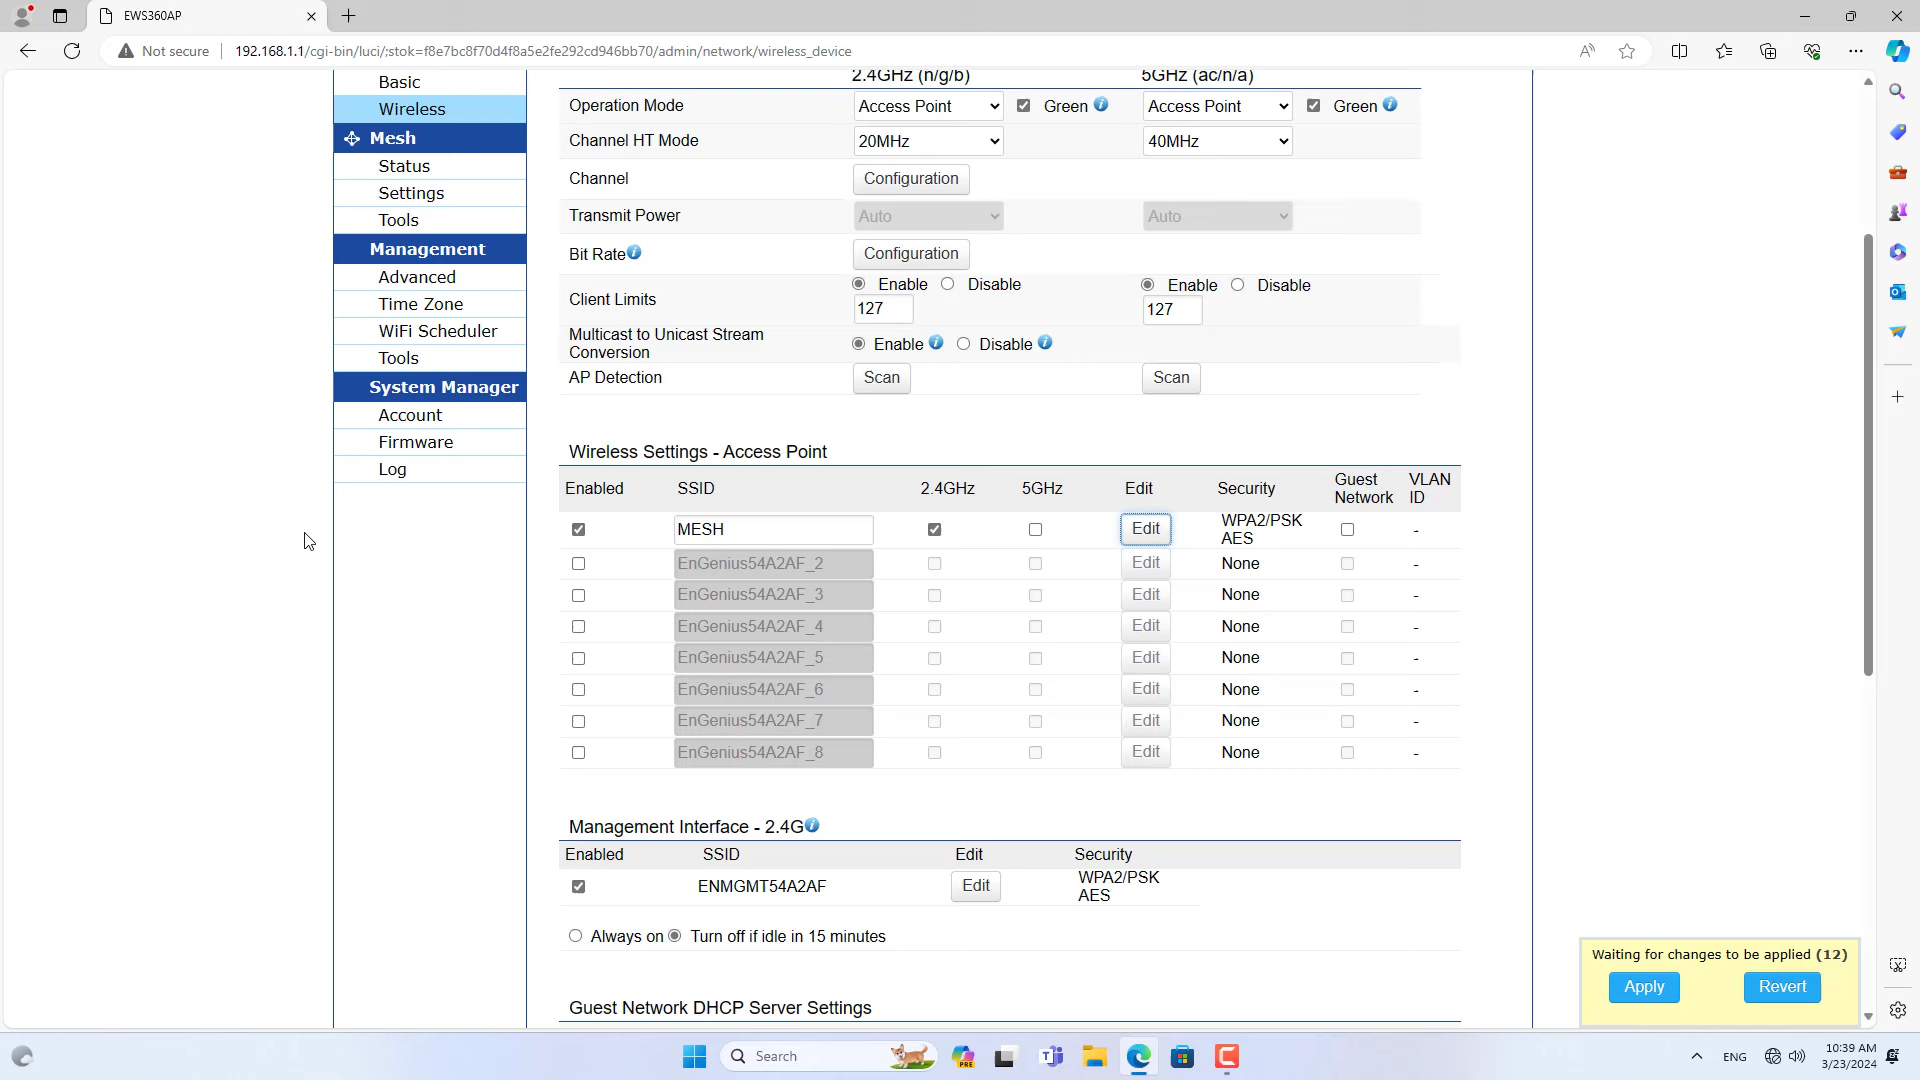 EWS360AP
Not secure 192.168.1.1/cgi-bin/luci/;stok=f8e7bc8f70d4f8a5e2fe292cd946bb70/admin/network/wireless_device
Basic
Wireless
Mesh
Status
Settings
Tools
Management
Advanced
Time Zone
WiFi Scheduler
Tools
System Manager
Account
Firmware
Log
2.4GHz (n/g/b) 5GHz (ac/n/a)
Operation Mode Access Point Green Access Point Green
Channel HT Mode 20MHz 40MHz
Channel Configuration
Transmit Power Auto Auto
Bit Rate Configuration
Client Limits Enable Disable Enable Disable
127 127
Multicast to Unicast Stream
Conversion Enable Disable
AP Detection Scan Scan
Wireless Settings - Access Point
Enabled SSID 2.4GHz 5GHz Edit Security Guest Network VLAN ID
MESH Edit WPA2/PSK AES -
EnGenius54A2AF_2 Edit None -
EnGenius54A2AF_3 Edit None -
EnGenius54A2AF_4 Edit None -
EnGenius54A2AF_5 Edit None -
EnGenius54A2AF_6 Edit None -
EnGenius54A2AF_7 Edit None -
EnGenius54A2AF_8 Edit None -
Management Interface - 2.4G
Enabled SSID Edit Security
ENMGMT54A2AF Edit WPA2/PSK AES
Always on Turn off if idle in 15 minutes
Guest Network DHCP Server Settings
Waiting for changes to be applied (12)
Apply Revert
Search
PRE
ENG
10:39 AM
3/23/2024